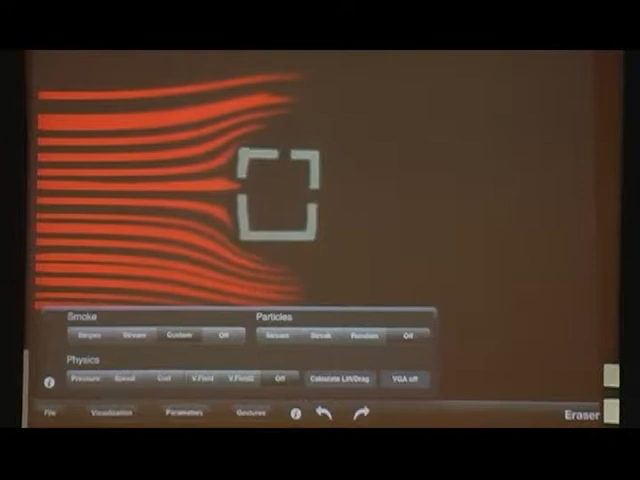 Smoke
Stripes Stream Custom Off
Particles
Stream Streak Random Off
Physics
Pressure Speed Curl V.Field V.Field2 Off Calculate Lift/Drag VGA off
File Visualization Parameters Gestures
Eraser